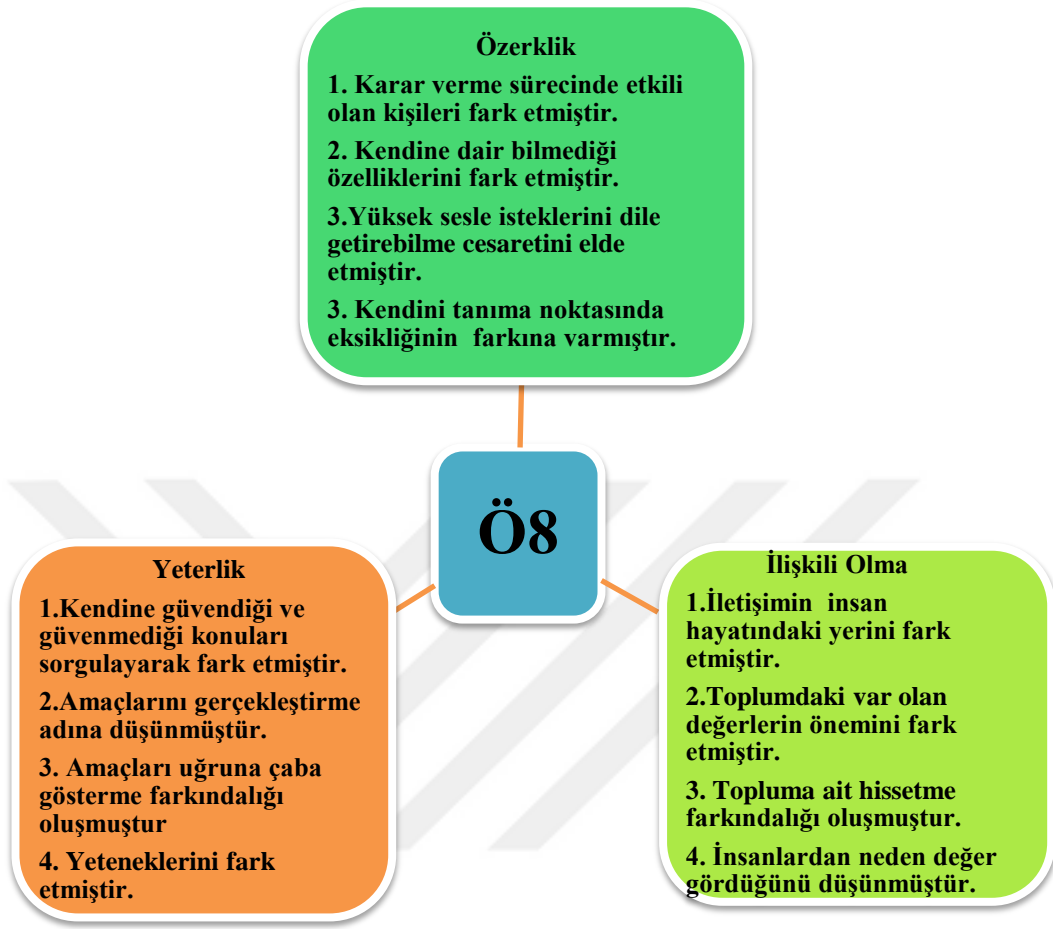 Özerklik
1. Karar verme sürecinde etkili
olan kişileri fark etmiştir.
2. Kendine dair bilmediği
özelliklerini fark etmiştir.
3.Yüksek sesle isteklerini dile
getirebilme cesaretini elde
etmiştir.
3. Kendini tanıma noktasında
eksikliğinin farkına varmıştır.
Ö8
Yeterlik
1.Kendine güvendiği ve
güvenmediği konuları
sorgulayarak fark etmiştir.
2.Amaçlarını gerçekleştirme
adına düşünmüştür.
3. Amaçları uğruna çaba
gösterme farkındalığı
oluşmuştur
4. Yeteneklerini fark
etmiştir.
İlişkili Olma
1.İletişimin insan
hayatındaki yerini fark
etmiştir.
2.Toplumdaki var olan
değerlerin önemini fark
etmiştir.
3. Topluma ait hissetme
farkındalığı oluşmuştur.
4. İnsanlardan neden değer
gördüğünü düşünmüştür.